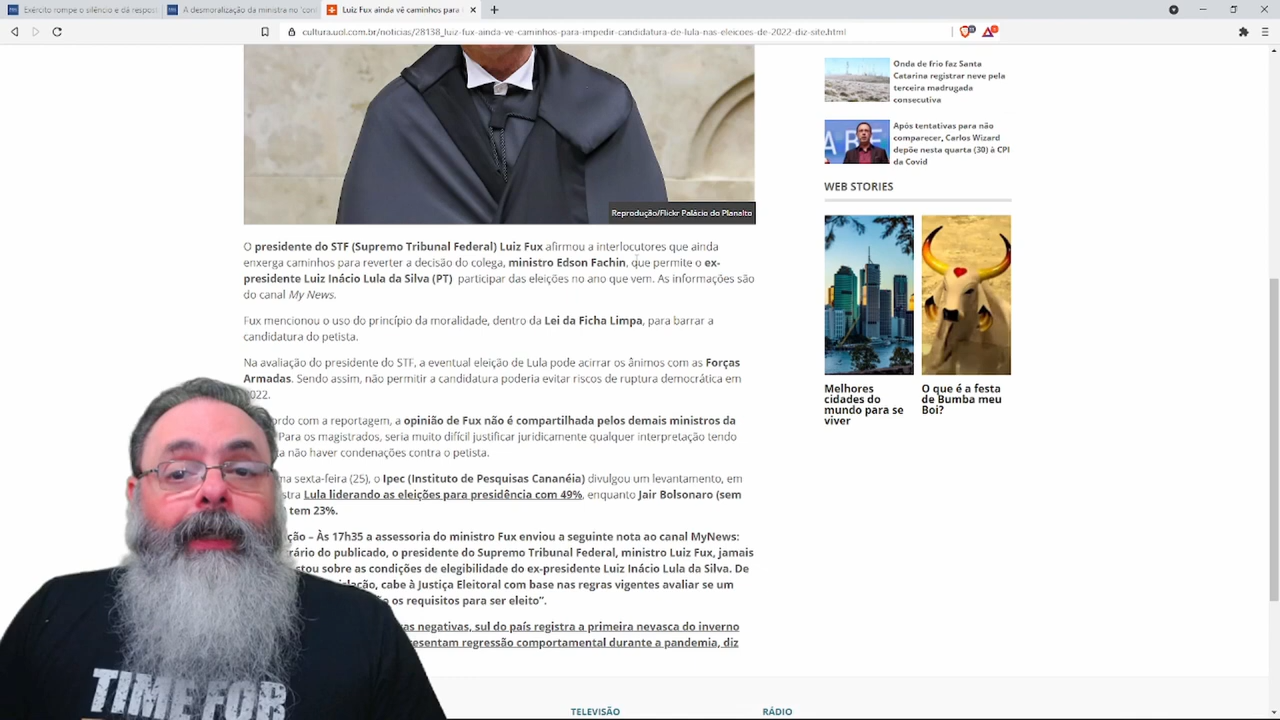 Exército rompe o silêncio e dá respos
A desmoralização da ministra no 'con
Luiz Fux ainda vê caminhos para
cultura.uol.com.br/noticias/28138_luiz-fux-ainda-ve-caminhos-para-impedir-candidatura-de-lula-nas-eleicoes-de-2022-diz-site.html
Reprodução/Flickr Palácio do Planalto
O presidente do STF (Supremo Tribunal Federal) Luiz Fux afirmou a interlocutores que ainda
enxerga caminhos para reverter a decisão do colega, ministro Edson Fachin, que permite o ex-
presidente Luiz Inácio Lula da Silva (PT) participar das eleições no ano que vem. As informações são
do canal My News.
Fux mencionou o uso do princípio da moralidade, dentro da Lei da Ficha Limpa, para barrar a
candidatura do petista.
Na avaliação do presidente do STF, a eventual eleição de Lula pode acirrar os ânimos com as Forças
Armadas. Sendo assim, não permitir a candidatura poderia evitar riscos de ruptura democrática em
2022.
ordo com a reportagem, a opinião de Fux não é compartilhada pelos demais ministros da
Para os magistrados, seria muito difícil justificar juridicamente qualquer interpretação tendo
ta não haver condenações contra o petista.
ma sexta-feira (25), o Ipec (Instituto de Pesquisas Cananéia) divulgou um levantamento, em
stra Lula liderando as eleições para presidência com 49%, enquanto Jair Bolsonaro (sem
tem 23%.
ção – Às 17h35 a assessoria do ministro Fux enviou a seguinte nota ao canal MyNews:
rário do publicado, o presidente do Supremo Tribunal Federal, ministro Luiz Fux, jamais
stou sobre as condições de elegibilidade do ex-presidente Luiz Inácio Lula da Silva. De
slação, cabe à Justiça Eleitoral com base nas regras vigentes avaliar se um
os requisitos para ser eleito”.
as negativas, sul do país registra a primeira nevasca do inverno
esentam regressão comportamental durante a pandemia, diz
Onda de frio faz Santa
Catarina registrar neve pela
terceira madrugada
consecutiva
Após tentativas para não
comparecer, Carlos Wizard
depõe nesta quarta (30) à CPI
da Covid
WEB STORIES
Melhores
cidades do
mundo para se
viver
O que é a festa
de Bumba meu
Boi?
TIME FOR
TELEVISÃO
RÁDIO